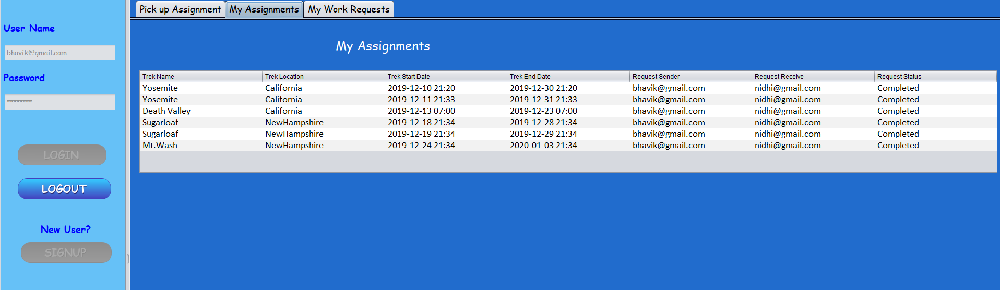 Pick up Assignment My Assignments My Work Requests
User Name
bhavik@gmail.com
Password
********
LOGIN
LOGOUT
New User?
SIGNUP
My Assignments
Trek Name Trek Location Trek Start Date Trek End Date Request Sender Request Receive Request Status
Yosemite California 2019-12-10 21:20 2019-12-30 21:20 bhavik@gmail.com nidhi@gmail.com Completed
Yosemite California 2019-12-11 21:33 2019-12-31 21:33 bhavik@gmail.com nidhi@gmail.com Completed
Death Valley California 2019-12-13 07:00 2019-12-23 07:00 bhavik@gmail.com nidhi@gmail.com Completed
Sugarloaf NewHampshire 2019-12-18 21:34 2019-12-28 21:34 bhavik@gmail.com nidhi@gmail.com Completed
Sugarloaf NewHampshire 2019-12-19 21:34 2019-12-29 21:34 bhavik@gmail.com nidhi@gmail.com Completed
Mt.Wash NewHampshire 2019-12-24 21:34 2020-01-03 21:34 bhavik@gmail.com nidhi@gmail.com Completed